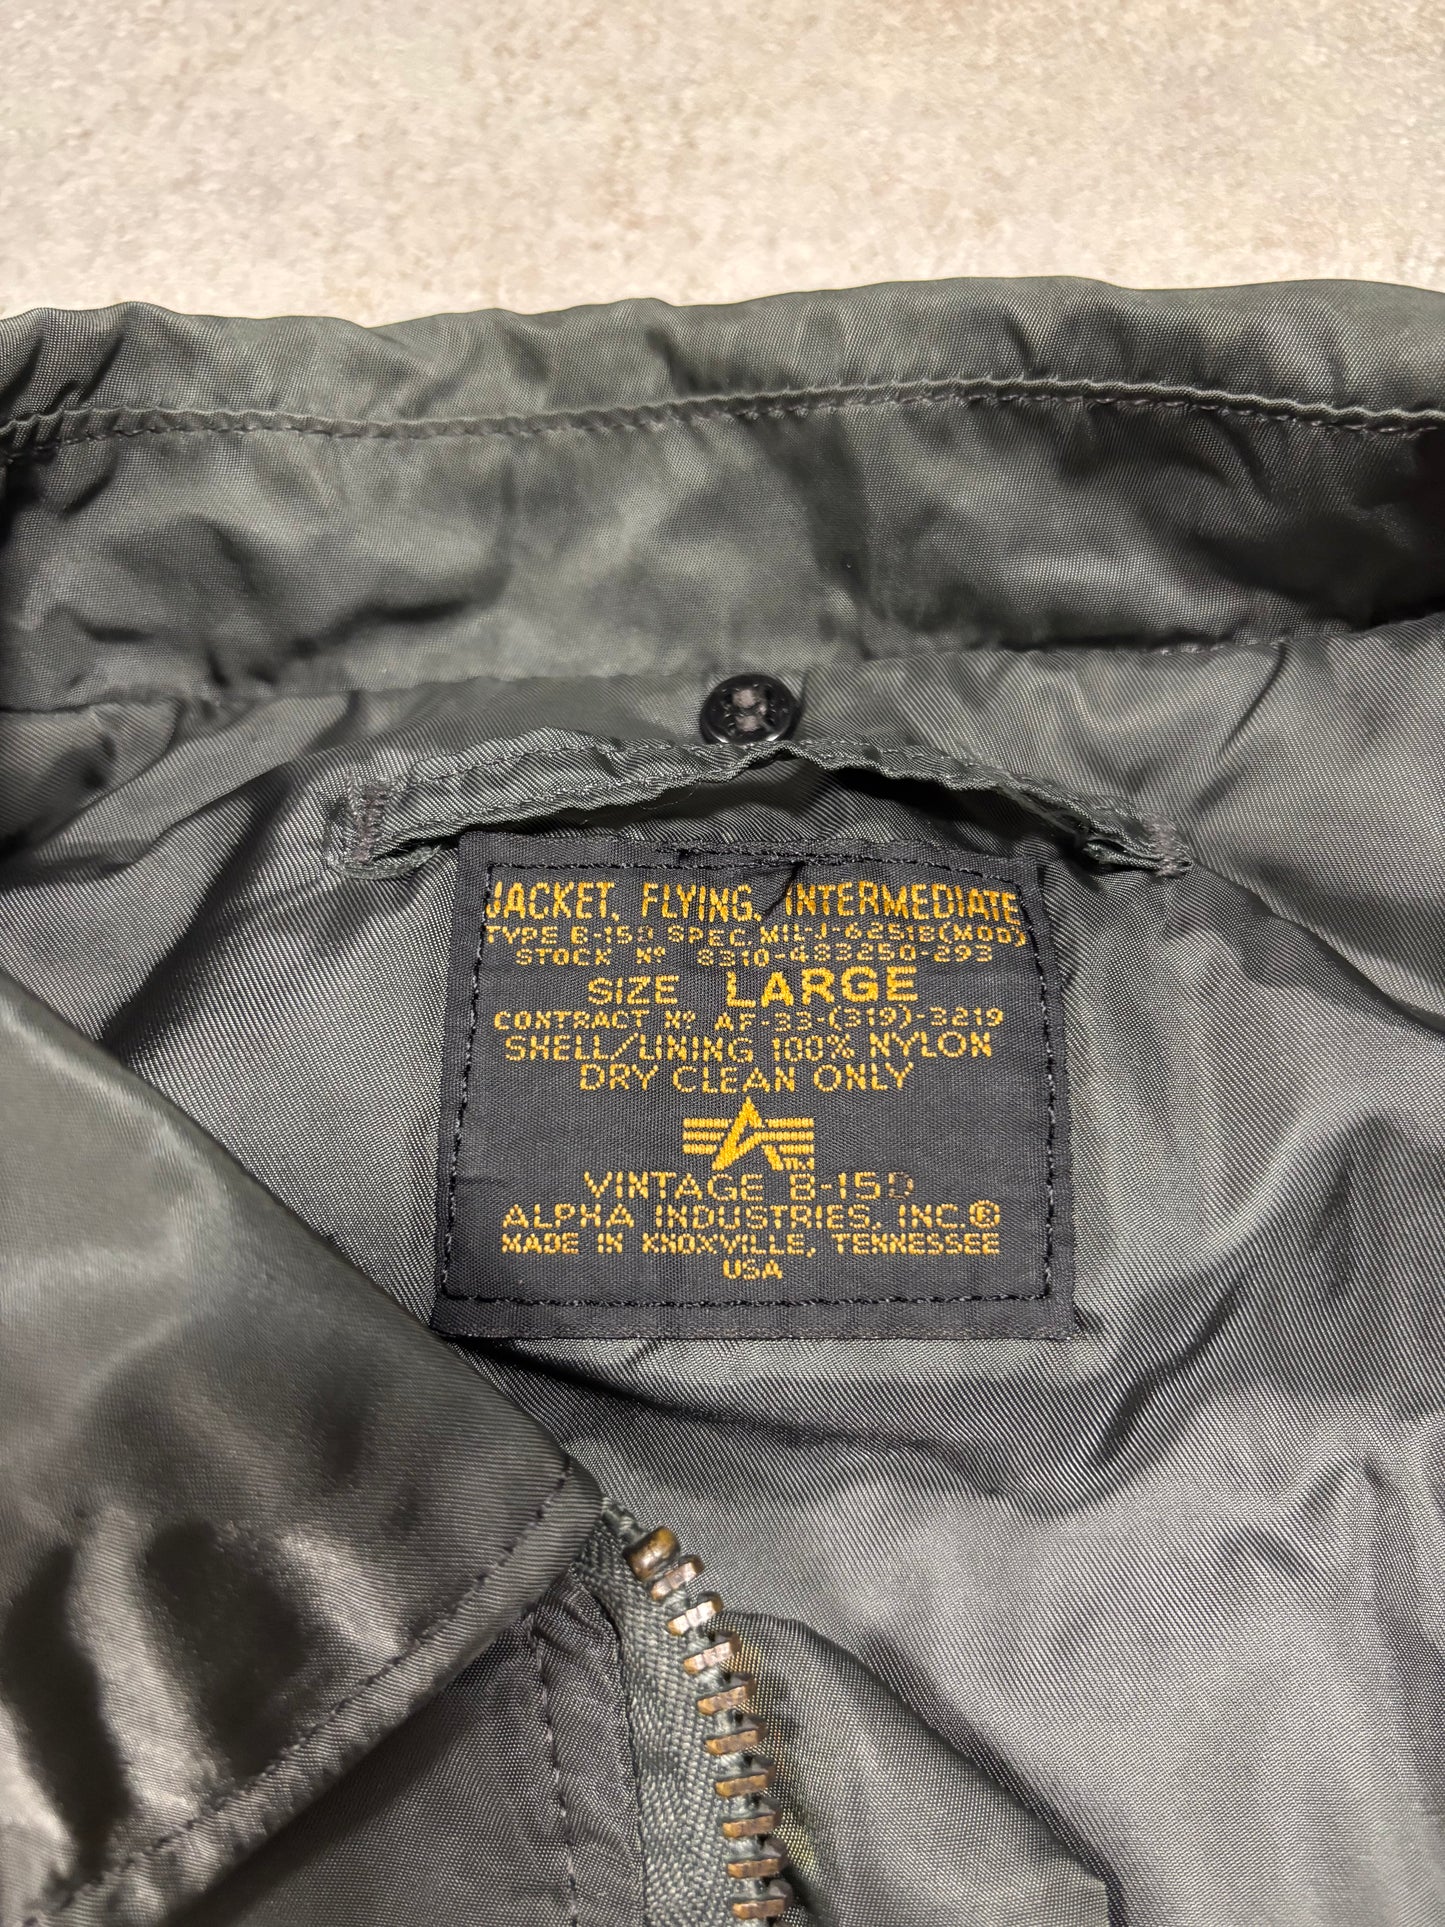 JACKET, FLYING, INTERMEDIATE
TYPE B-15D SPEC. MIL-J-6251B(MOD)
STOCK Nº 8310-483250-293
SIZE LARGE
CONTRACT Nº AF-33-(319)-3219
SHELL/LINING 100% NYLON
DRY CLEAN ONLY
TM
VINTAGE B-15D
ALPHA INDUSTRIES, INC.®
MADE IN KNOXVILLE, TENNESSEE
USA